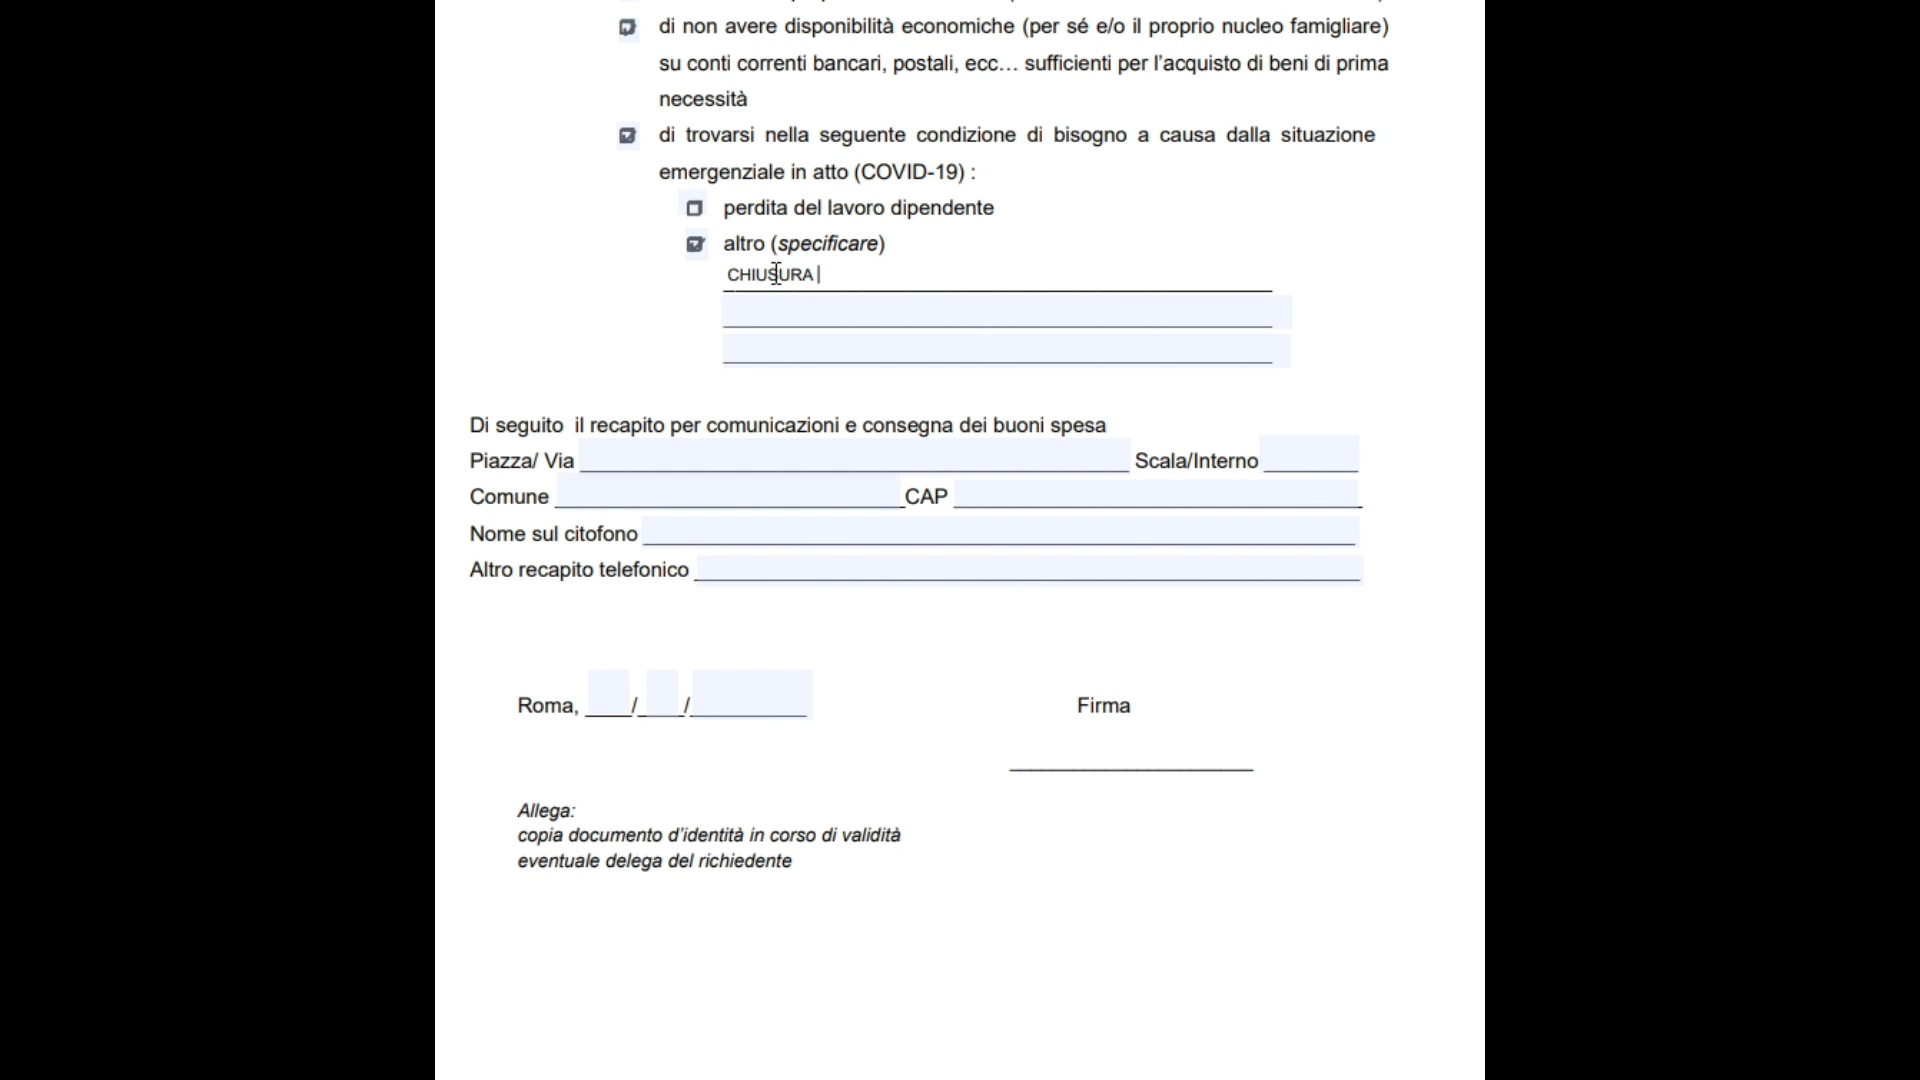 di non avere disponibilità economiche (per sé e/o il proprio nucleo famigliare)
su conti correnti bancari, postali, ecc… sufficienti per l’acquisto di beni di prima
necessità
di trovarsi nella seguente condizione di bisogno a causa dalla situazione
emergenziale in atto (COVID-19) :
perdita del lavoro dipendente
altro (specificare)
CHIUSURA
Di seguito il recapito per comunicazioni e consegna dei buoni spesa
Piazza/ Via Scala/Interno
Comune CAP
Nome sul citofono
Altro recapito telefonico
Roma, / / Firma
Allega:
copia documento d’identità in corso di validità
eventuale delega del richiedente